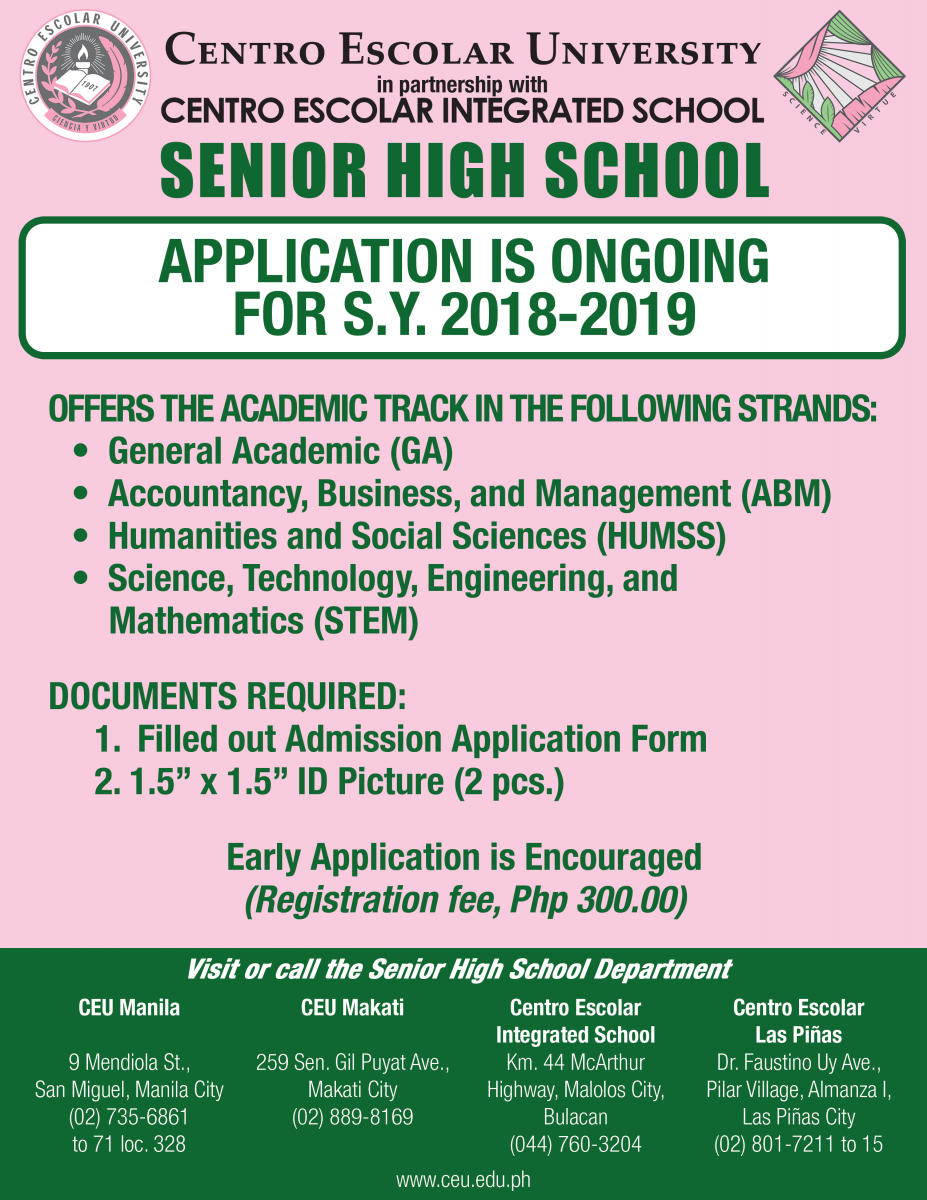 CENTRO ESCOLAR UNIVERSITY
1907
CIENCIA Y VIRTUD
CENTRO ESCOLAR UNIVERSITY
in partnership with
CENTRO ESCOLAR INTEGRATED SCHOOL
SCIENCE VIRTUE
SENIOR HIGH SCHOOL
APPLICATION IS ONGOING
FOR S.Y. 2018-2019
OFFERS THE ACADEMIC TRACK IN THE FOLLOWING STRANDS:
• General Academic (GA)
• Accountancy, Business, and Management (ABM)
• Humanities and Social Sciences (HUMSS)
• Science, Technology, Engineering, and
Mathematics (STEM)
DOCUMENTS REQUIRED:
1. Filled out Admission Application Form
2. 1.5” x 1.5” ID Picture (2 pcs.)
Early Application is Encouraged
(Registration fee, Php 300.00)
Visit or call the Senior High School Department
CEU Manila
9 Mendiola St.,
San Miguel, Manila City
(02) 735-6861
to 71 loc. 328
CEU Makati
259 Sen. Gil Puyat Ave.,
Makati City
(02) 889-8169
Centro Escolar
Integrated School
Km. 44 McArthur
Highway, Malolos City,
Bulacan
(044) 760-3204
Centro Escolar
Las Piñas
Dr. Faustino Uy Ave.,
Pilar Village, Almanza I,
Las Piñas City
(02) 801-7211 to 15
www.ceu.edu.ph